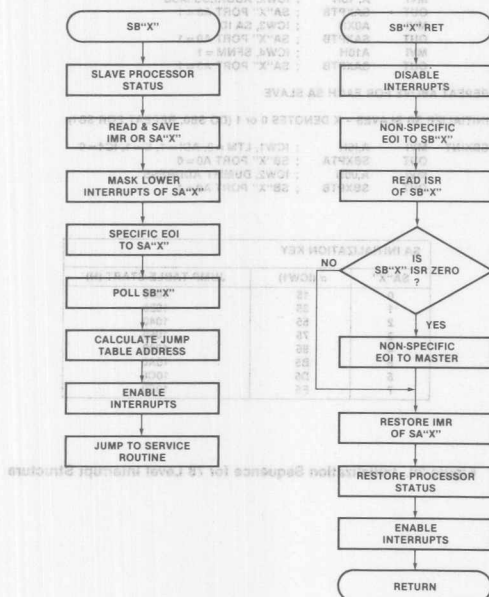 SB“X”
SLAVE PROCESSOR
STATUS
READ & SAVE
IMR OR SA“X”
MASK LOWER
INTERRUPTS OF SA“X”
SPECIFIC EOI
TO SA“X”
POLL SB“X”
CALCULATE JUMP
TABLE ADDRESS
ENABLE
INTERRUPTS
JUMP TO SERVICE
ROUTINE
SB“X” RET
DISABLE
INTERRUPTS
NON-SPECIFIC
EOI TO SB“X”
READ ISR
OF SB“X”
IS
SB“X” ISR ZERO
?
NO
YES
NON-SPECIFIC
EOI TO MASTER
RESTORE IMR
OF SA“X”
RESTORE PROCESSOR
STATUS
ENABLE
INTERRUPTS
RETURN